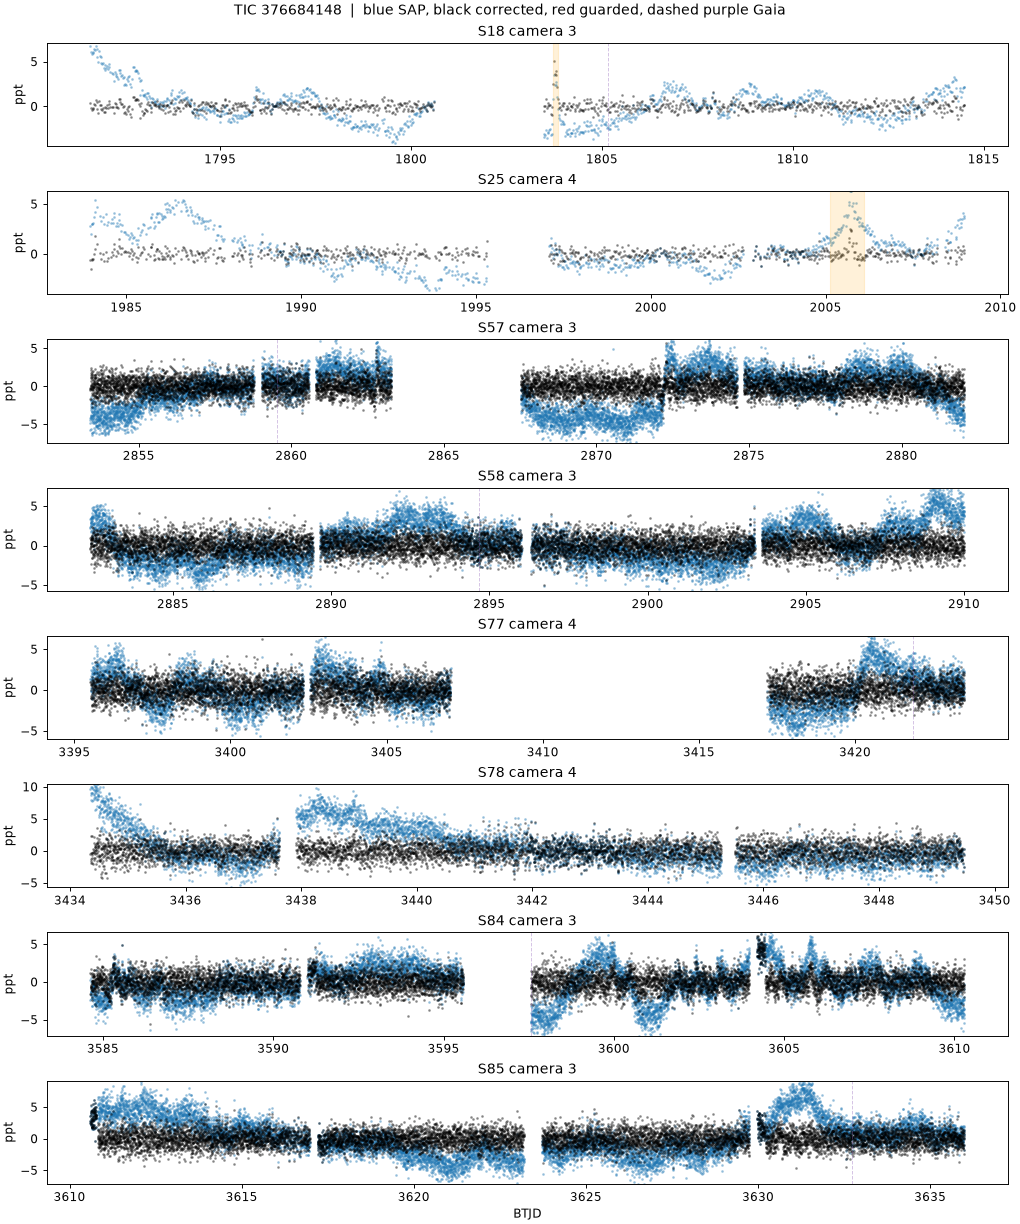 TIC 376684148 | blue SAP, black corrected, red guarded, dashed purple Gaia
S18 camera 3
ppt
5
0
1795 1800 1805 1810 1815
S25 camera 4
ppt
5
0
1985 1990 1995 2000 2005 2010
S57 camera 3
ppt
5
0
−5
2855 2860 2865 2870 2875 2880
S58 camera 3
ppt
5
0
−5
2885 2890 2895 2900 2905 2910
S77 camera 4
ppt
5
0
−5
3395 3400 3405 3410 3415 3420
S78 camera 4
ppt
10
5
0
−5
3434 3436 3438 3440 3442 3444 3446 3448 3450
S84 camera 3
ppt
5
0
−5
3585 3590 3595 3600 3605 3610
S85 camera 3
ppt
5
0
−5
3610 3615 3620 3625 3630 3635
BTJD